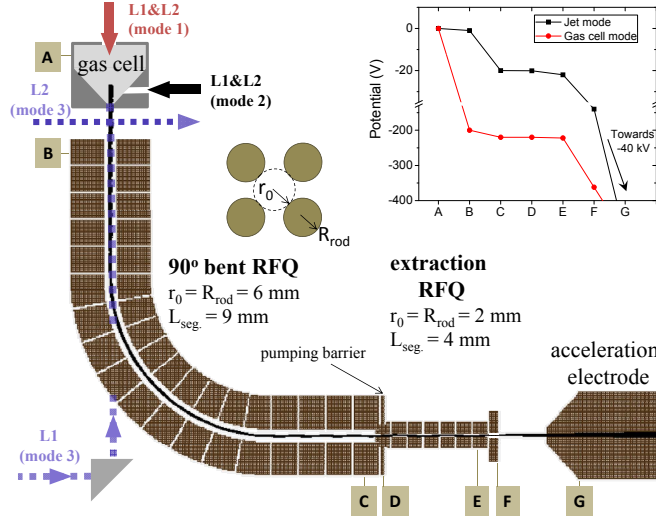 L1&L2
(mode 1)
A
gas cell
L2
(mode 3)
L1&L2
(mode 2)
B
r0
Rrod
90º bent RFQ
r0 = Rrod = 6 mm
Lseg. = 9 mm
extraction
RFQ
r0 = Rrod = 2 mm
Lseg. = 4 mm
pumping barrier
acceleration
electrode
L1
(mode 3)
C
D
E
F
G
Potential (V)
0
-20
-200
-300
-400
Jet mode
Gas cell mode
Towards
-40 kV
A B C D E F G